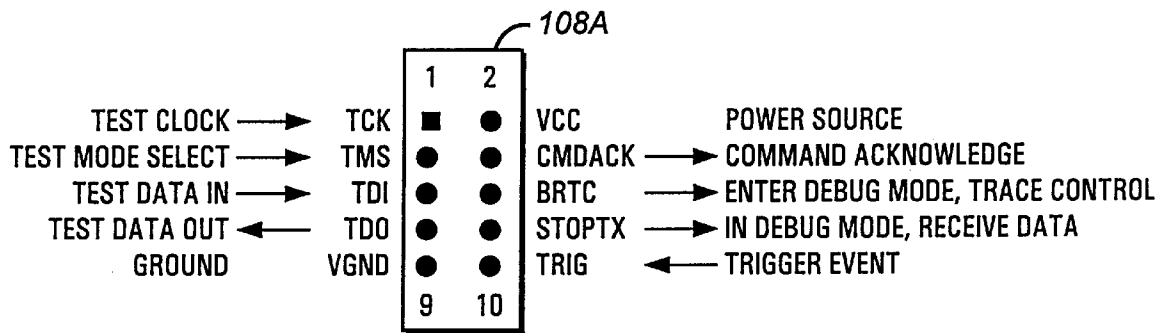 108A
1 2
TEST CLOCK TCK VCC POWER SOURCE
TEST MODE SELECT TMS CMDACK COMMAND ACKNOWLEDGE
TEST DATA IN TDI BRTC ENTER DEBUG MODE, TRACE CONTROL
TEST DATA OUT TDO STOPTX IN DEBUG MODE, RECEIVE DATA
GROUND VGND TRIG TRIGGER EVENT
9 10